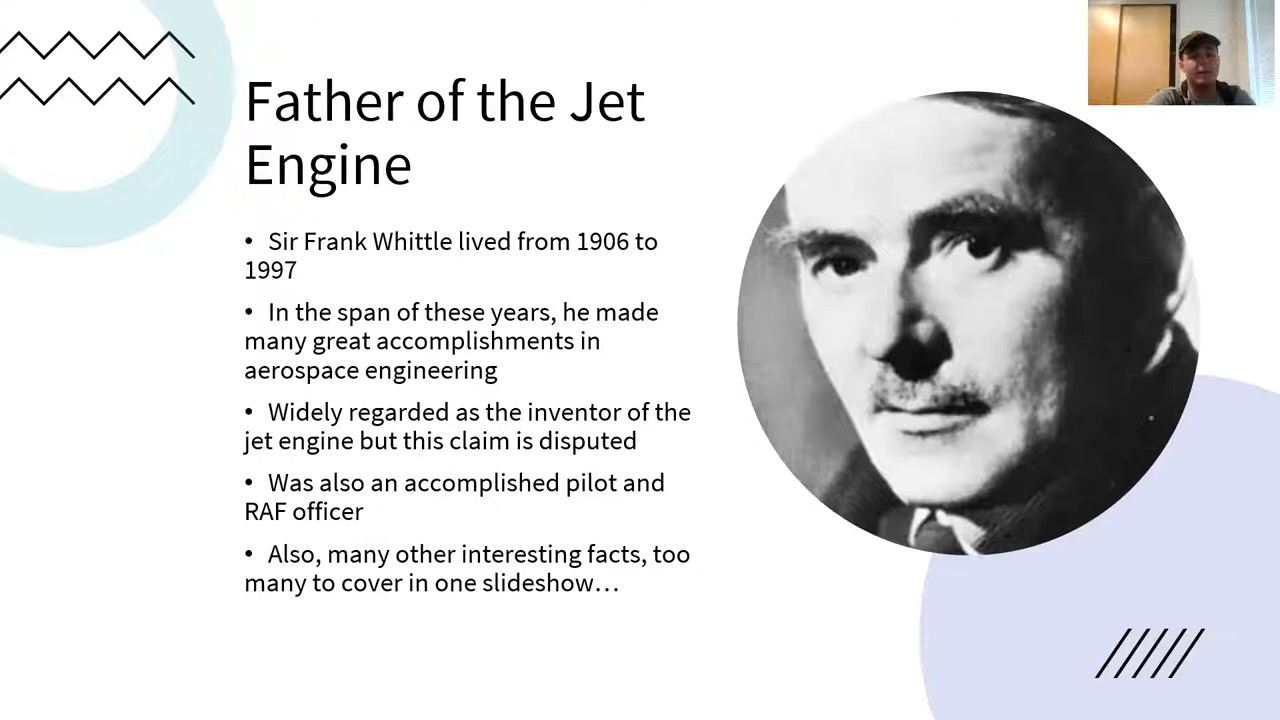 Father of the Jet
Engine
• Sir Frank Whittle lived from 1906 to
1997
• In the span of these years, he made
many great accomplishments in
aerospace engineering
• Widely regarded as the inventor of the
jet engine but this claim is disputed
• Was also an accomplished pilot and
RAF officer
• Also, many other interesting facts, too
many to cover in one slideshow…